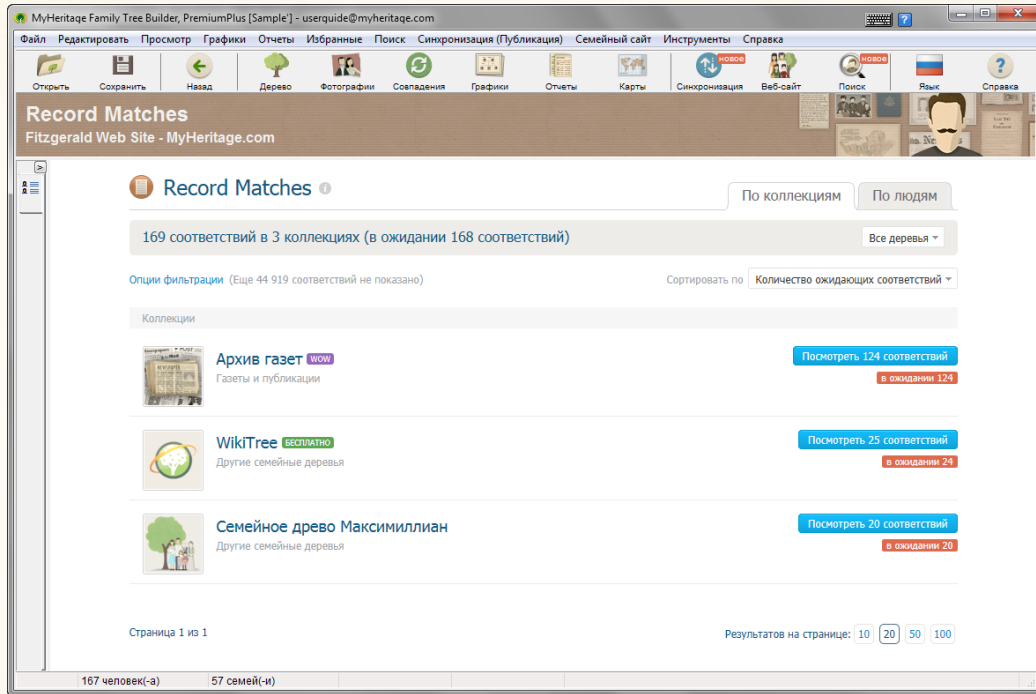 MyHeritage Family Tree Builder, PremiumPlus [Sample'] - userguide@myheritage.com
Файл Редактировать Просмотр Графики Отчеты Избранные Поиск Синхронизация (Публикация) Семейный сайт Инструменты Справка
НОВОЕ НОВОЕ
Открыть Сохранить Назад Дерево Фотографии Совпадения Графики Отчеты Карты Синхронизация Веб-сайт Поиск Язык Справка
Record Matches
Fitzgerald Web Site - MyHeritage.com
Record Matches
По коллекциям По людям
169 соответствий в 3 коллекциях (в ожидании 168 соответствий) Все деревья
Опции фильтрации (Еще 44 919 соответствий не показано) Сортировать по Количество ожидающих соответствий
Коллекции
Архив газет WOW Посмотреть 124 соответствий
Газеты и публикации в ожидании 124
WikiTree БЕСПЛАТНО Посмотреть 25 соответствий
Другие семейные деревья в ожидании 24
Семейное древо Максимиллиан Посмотреть 20 соответствий
Другие семейные деревья в ожидании 20
Страница 1 из 1 Результатов на странице: 10 20 50 100
167 человек(-а) 57 семей(-и)